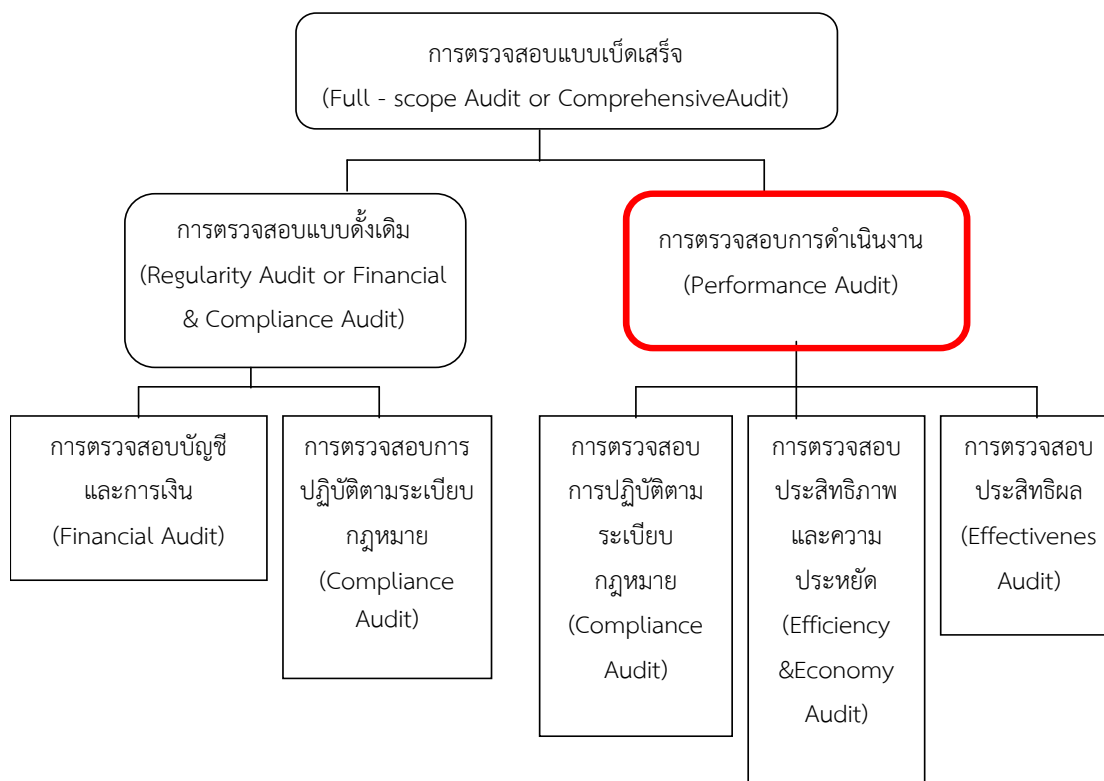 การตรวจสอบแบบเบ็ดเสร็จ
(Full - scope Audit or ComprehensiveAudit)
การตรวจสอบแบบดั้งเดิม
(Regularity Audit or Financial
& Compliance Audit)
การตรวจสอบการดำเนินงาน
(Performance Audit)
การตรวจสอบบัญชี
และการเงิน
(Financial Audit)
การตรวจสอบการ
ปฏิบัติตามระเบียบ
กฎหมาย
(Compliance
Audit)
การตรวจสอบ
การปฏิบัติตาม
ระเบียบ
กฎหมาย
(Compliance
Audit)
การตรวจสอบ
ประสิทธิภาพ
และความ
ประหยัด
(Efficiency
&Economy
Audit)
การตรวจสอบ
ประสิทธิผล
(Effectivenes
Audit)